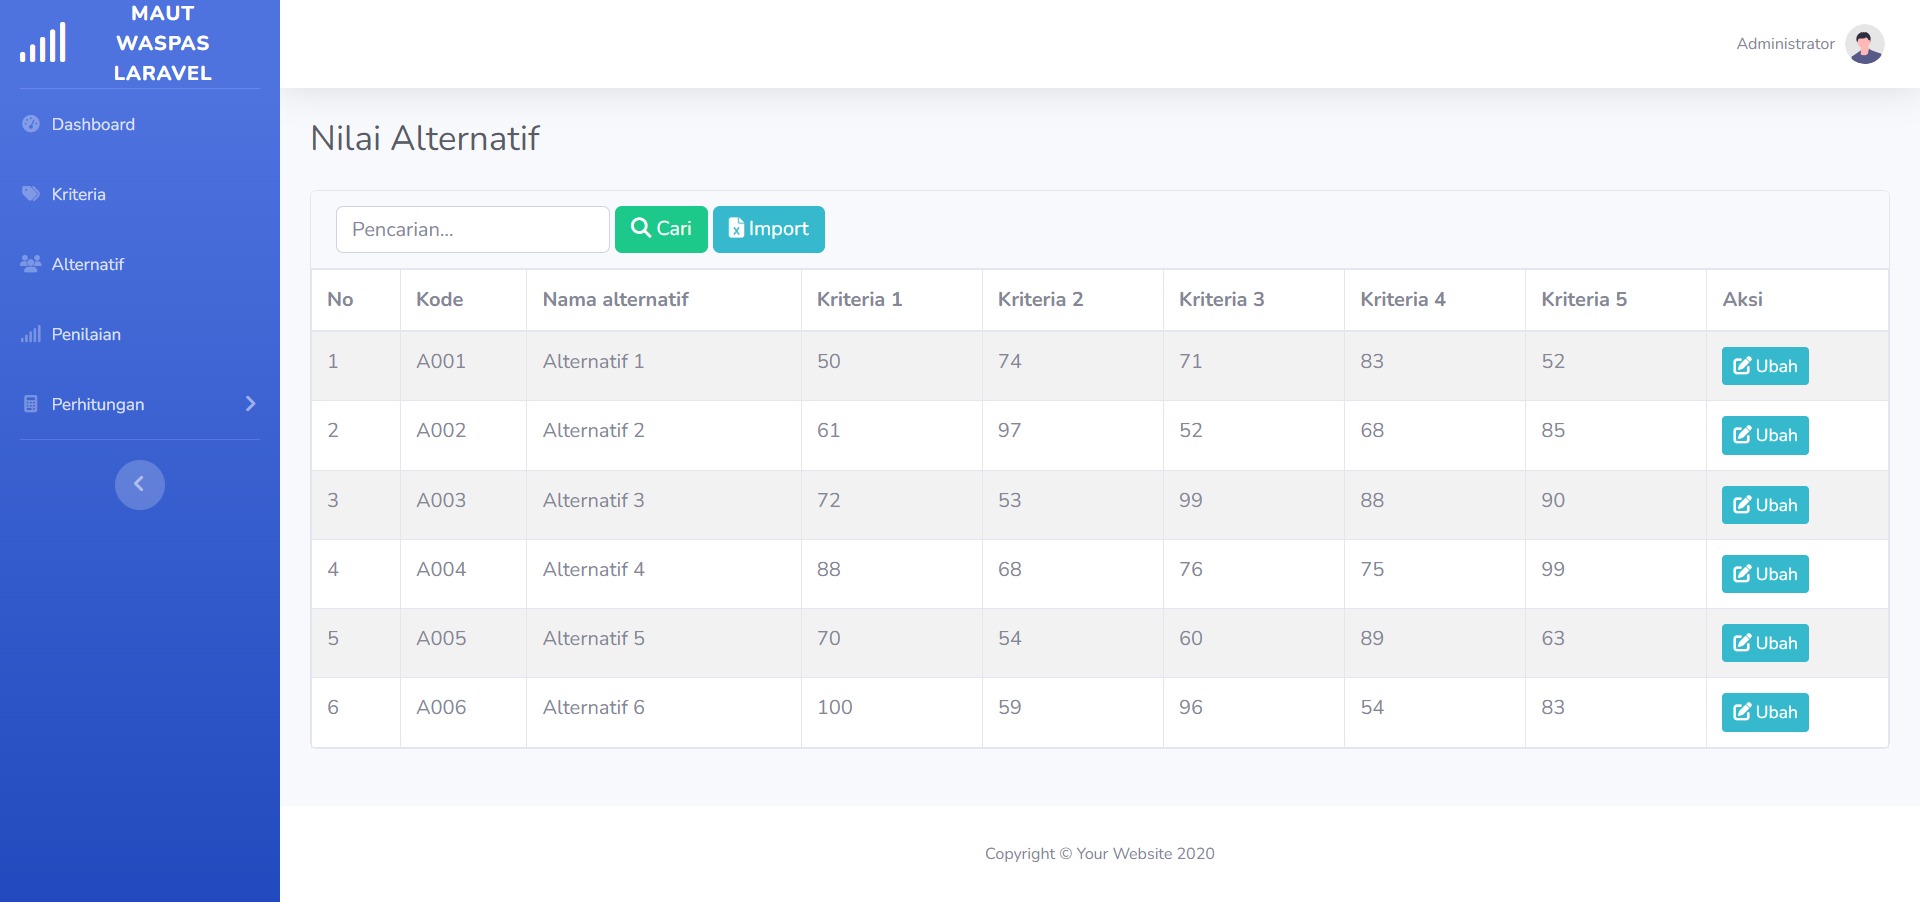 MAUT
WASPAS
LARAVEL
Administrator
Dashboard
Kriteria
Alternatif
Penilaian
Perhitungan
Nilai Alternatif
Pencarian... Cari Import
No Kode Nama alternatif Kriteria 1 Kriteria 2 Kriteria 3 Kriteria 4 Kriteria 5 Aksi
1 A001 Alternatif 1 50 74 71 83 52 Ubah
2 A002 Alternatif 2 61 97 52 68 85 Ubah
3 A003 Alternatif 3 72 53 99 88 90 Ubah
4 A004 Alternatif 4 88 68 76 75 99 Ubah
5 A005 Alternatif 5 70 54 60 89 63 Ubah
6 A006 Alternatif 6 100 59 96 54 83 Ubah
Copyright © Your Website 2020